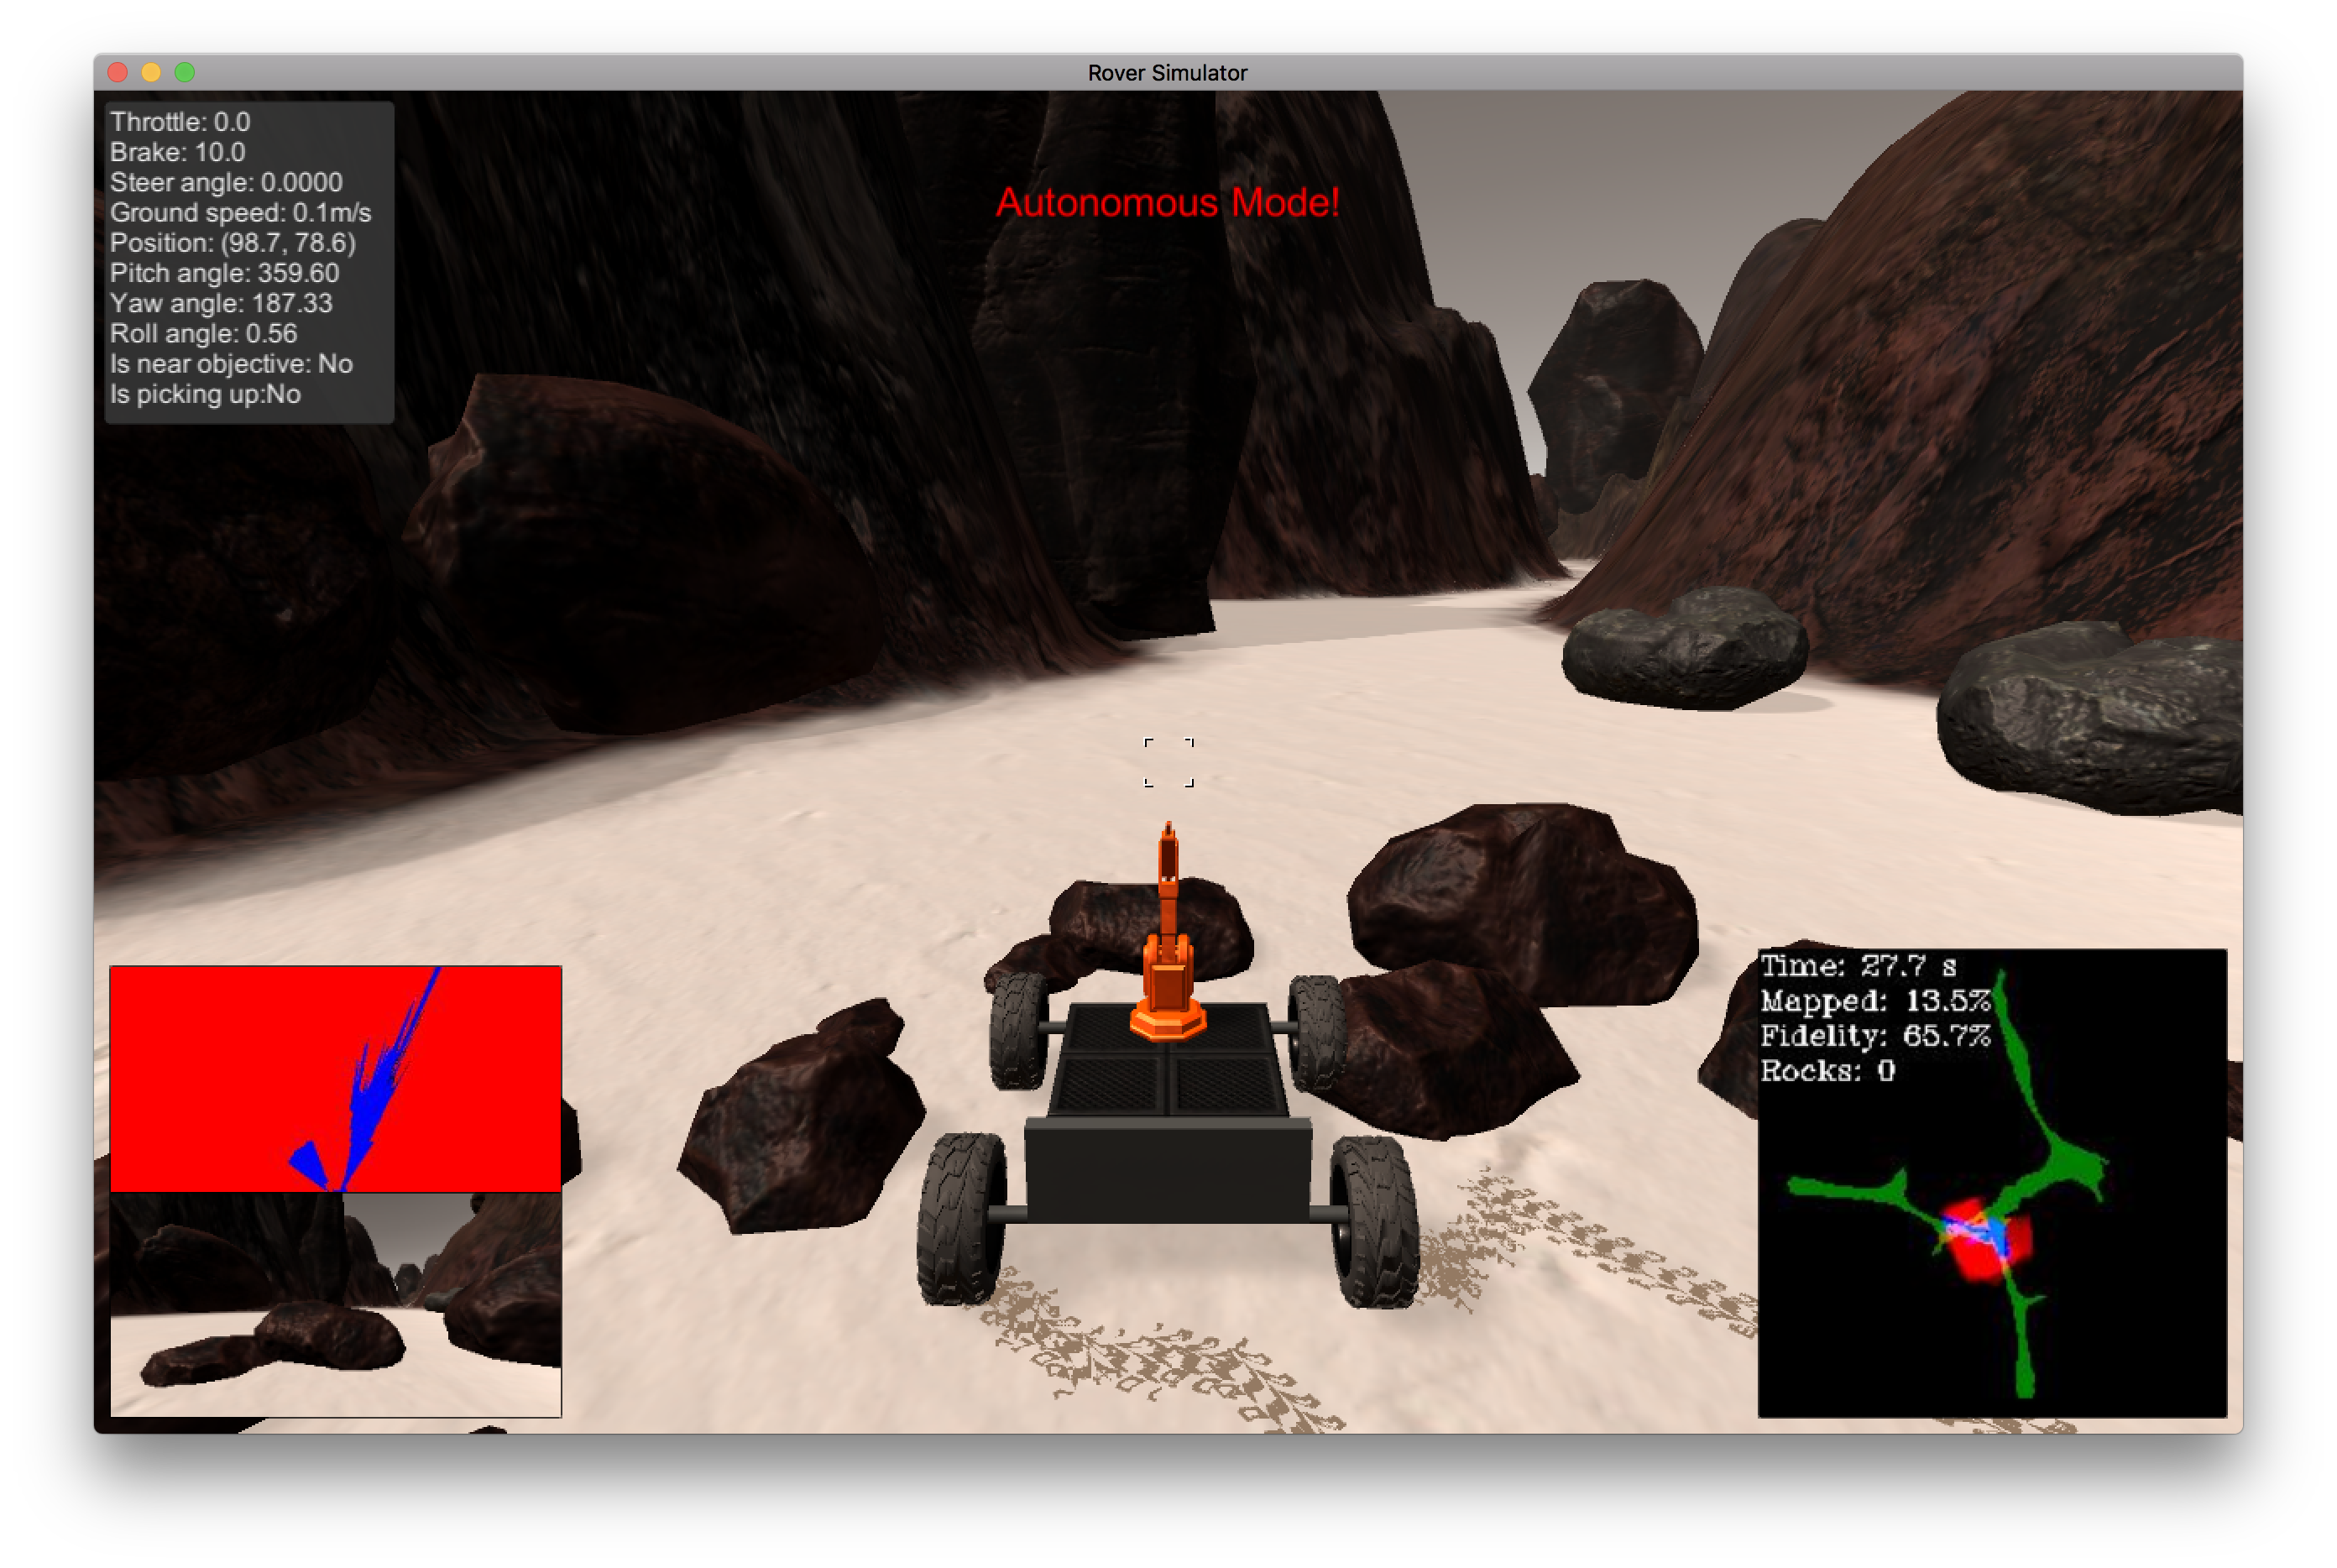 Rover Simulator
Throttle: 0.0
Brake: 10.0
Steer angle: 0.0000
Ground speed: 0.1m/s
Position: (98.7, 78.6)
Pitch angle: 359.60
Yaw angle: 187.33
Roll angle: 0.56
Is near objective: No
Is picking up:No
Autonomous Mode!
Time: 27.7 s
Mapped: 13.5%
Fidelity: 65.7%
Rocks: 0